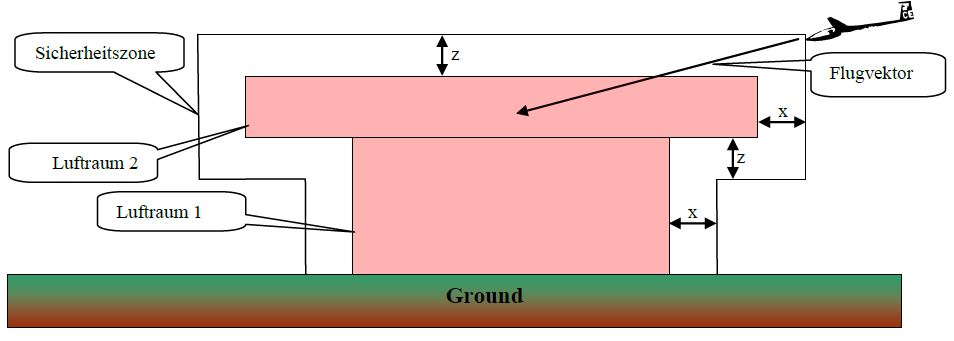 Sicherheitszone
z
Flugvektor
x
Luftraum 2
z
Luftraum 1
x
Ground